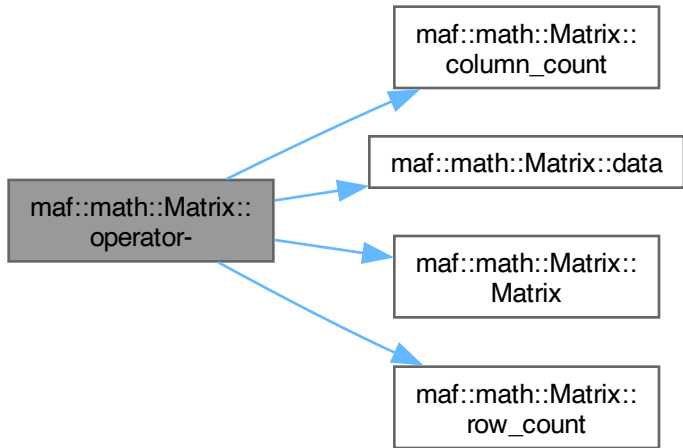 maf::math::Matrix::
operator-
maf::math::Matrix::
column_count
maf::math::Matrix::data
maf::math::Matrix::
Matrix
maf::math::Matrix::
row_count